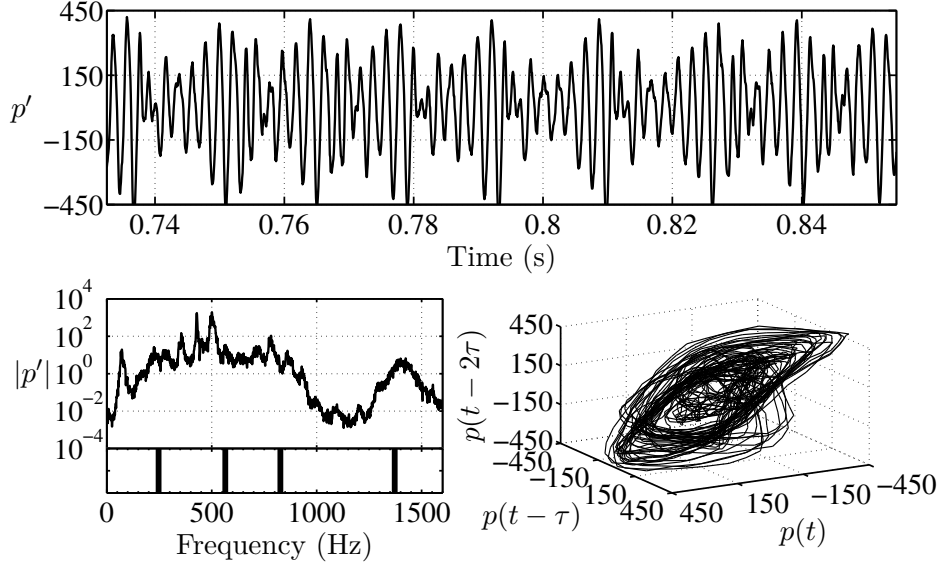 450
150
−150
−450
p′
0.74 0.76 0.78 0.8 0.82 0.84
Time (s)
10^4
10^2
10^0
10^−2
10^−4
|p′|
0 500 1000 1500
Frequency (Hz)
450
150
−150
−450
p(t − 2τ)
−450 150 150 450
p(t − τ)
450 150 −150 −450
p(t)